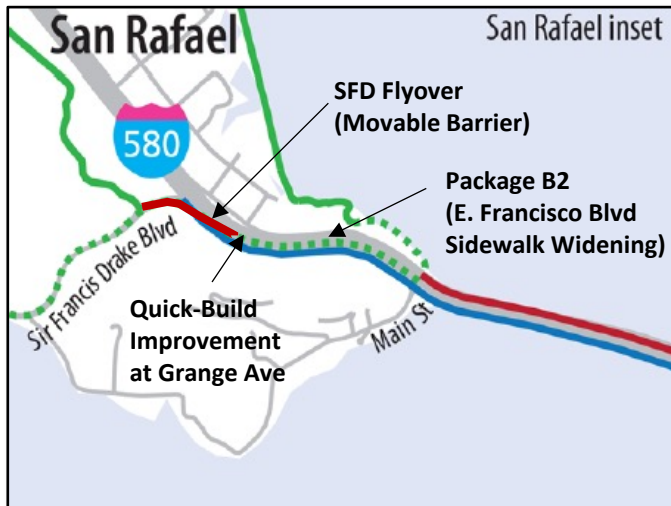 San Rafael
San Rafael inset
580
SFD Flyover
(Movable Barrier)
Package B2
(E. Francisco Blvd
Sidewalk Widening)
Sir Francis Drake Blvd
Quick-Build
Improvement
at Grange Ave
Main St